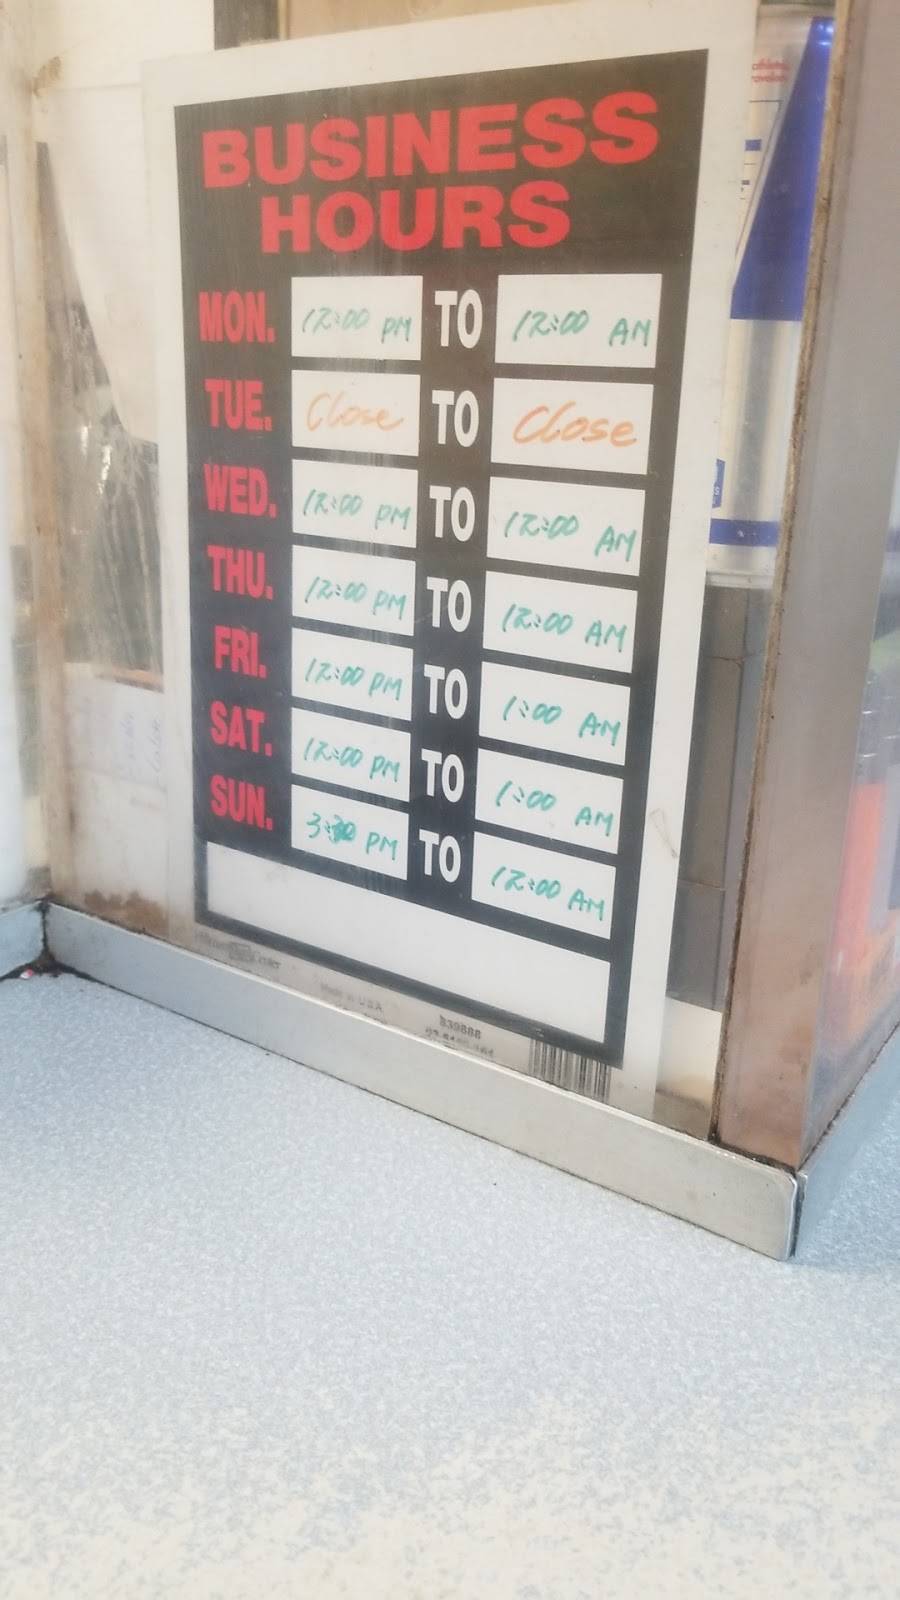 BUSINESS
HOURS
MON. 12:00 PM TO 12:00 AM
TUE. Close TO Close
WED. 12:00 PM TO 12:00 AM
THU. 12:00 PM TO 12:00 AM
FRI. 12:00 PM TO 1:00 AM
SAT. 12:00 PM TO 1:00 AM
SUN. 3:30 PM TO 12:00 AM
Made in U.S.A.
839888